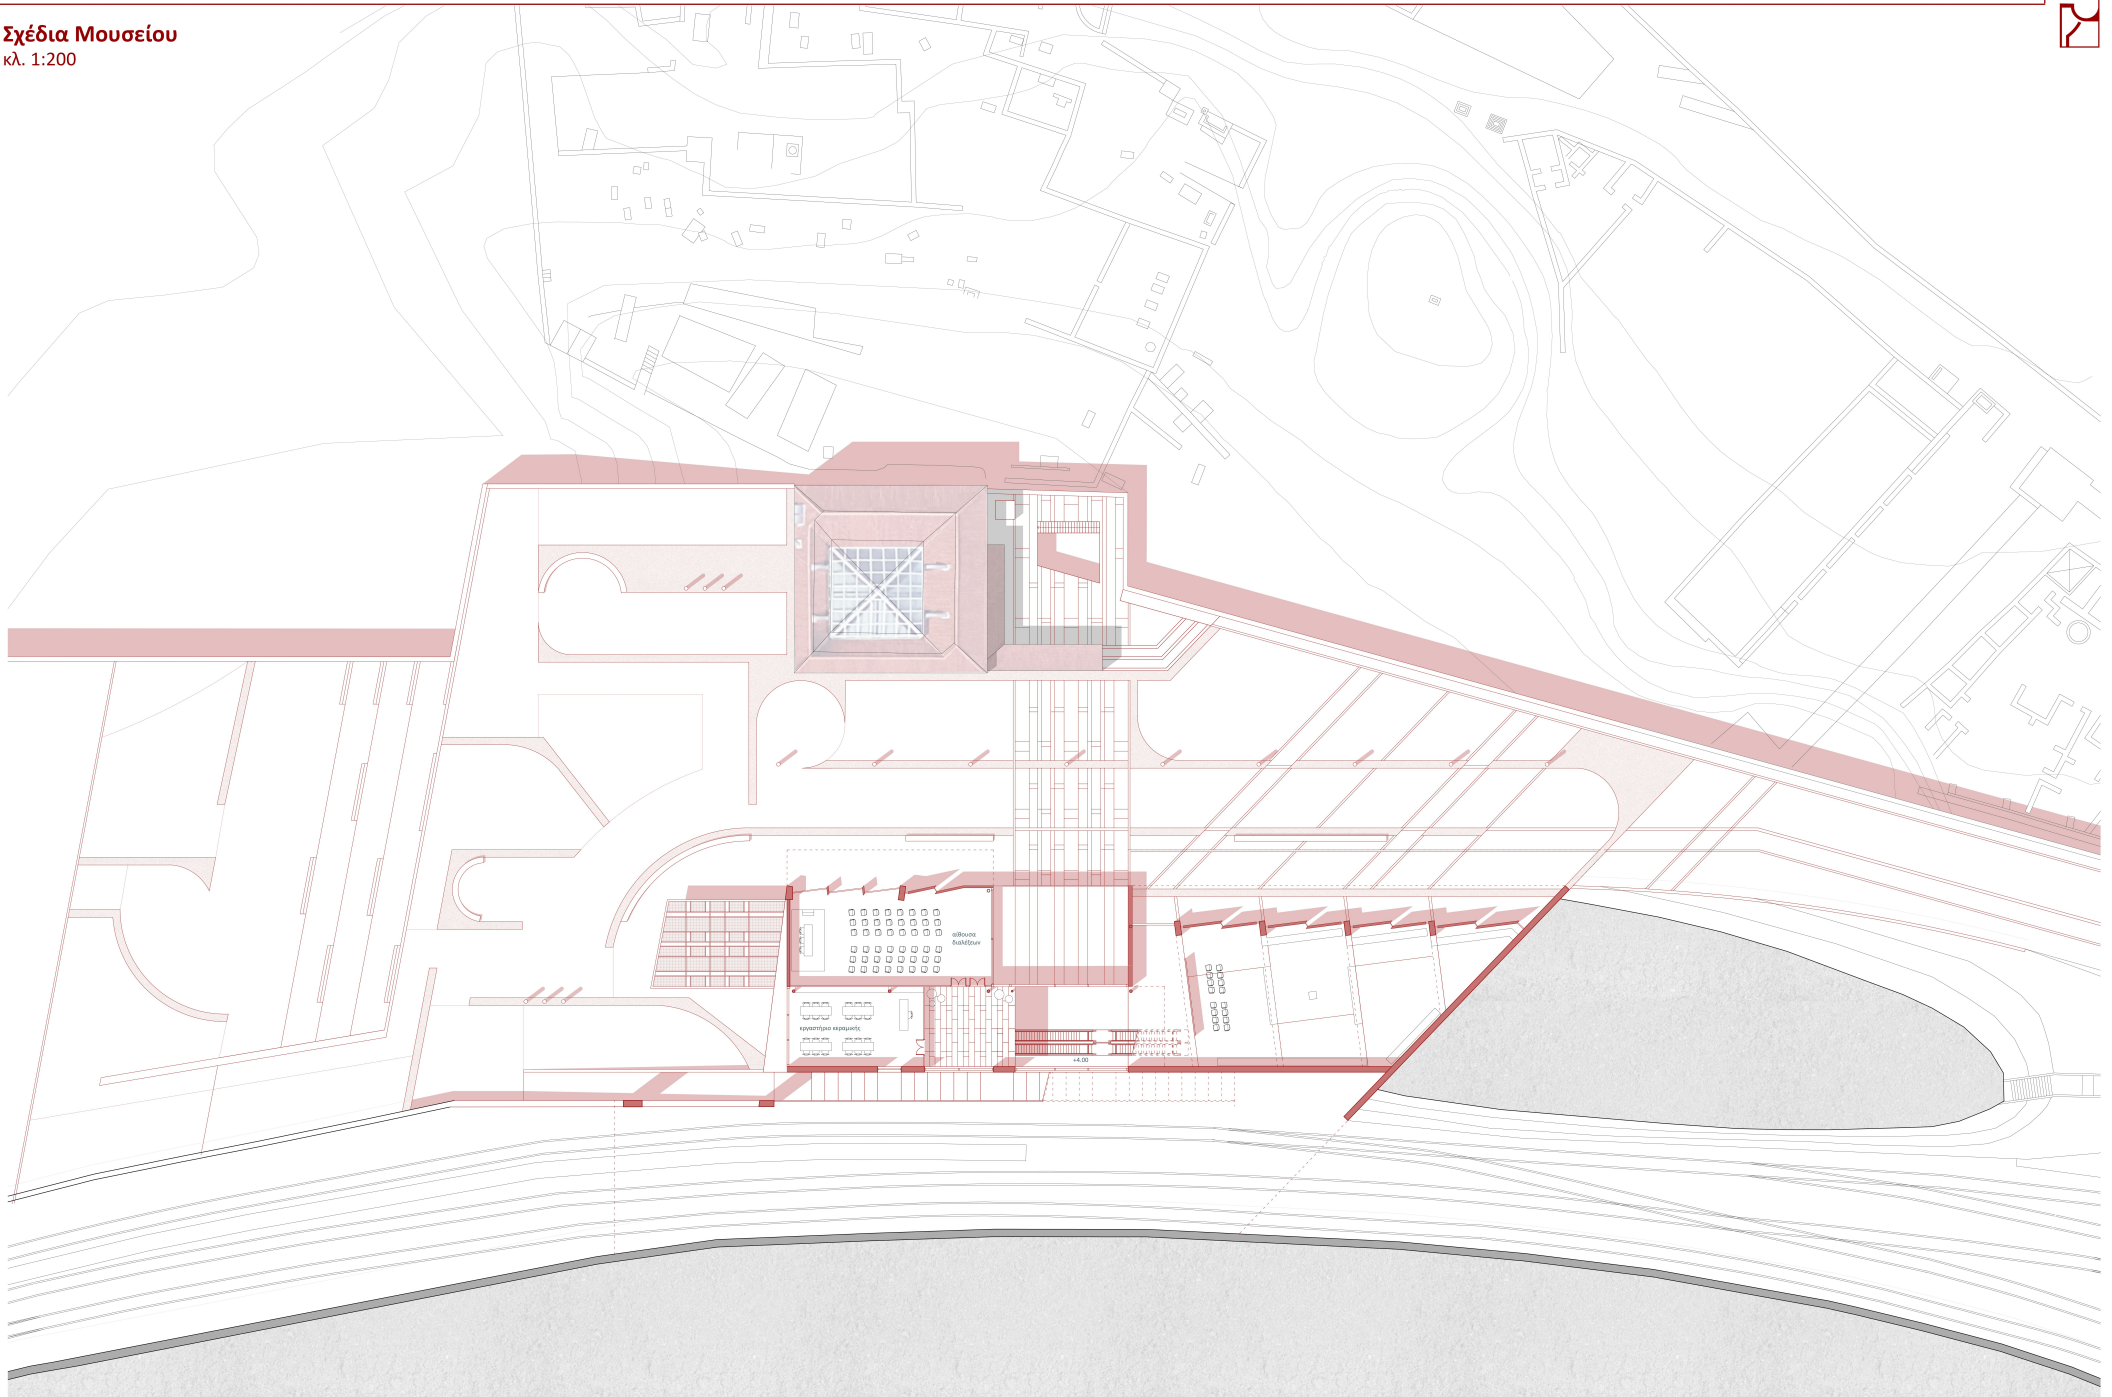 Σχέδια Μουσείου
κλ. 1:200
αίθουσα
διαλέξεων
εργαστήριο κεραμικής
+4.00